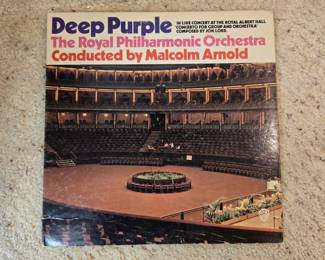 Deep Purple
IN LIVE CONCERT AT THE ROYAL ALBERT HALL
'CONCERTO FOR GROUP AND ORCHESTRA'
COMPOSED BY JON LORD.
The Royal Philharmonic Orchestra
Conducted by Malcolm Arnold